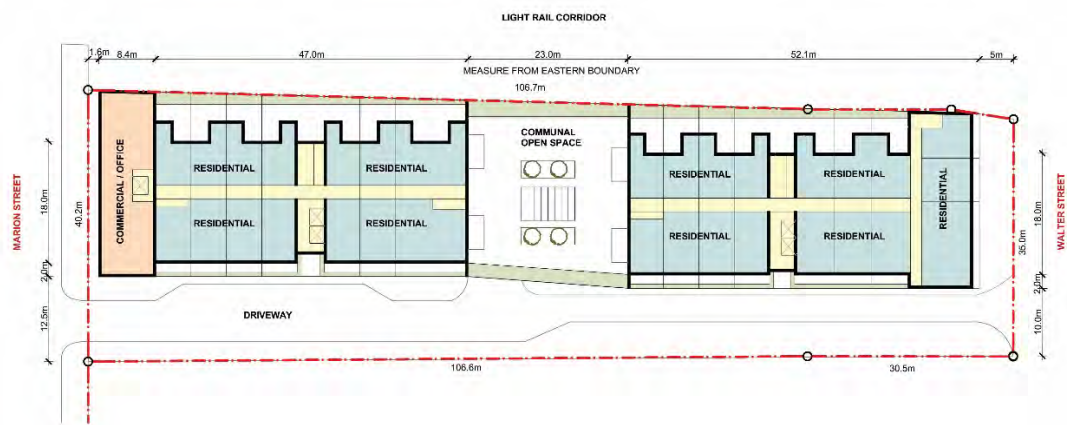 LIGHT RAIL CORRIDOR
1.6m
8.4m
47.0m
23.0m
52.1m
5m
MEASURE FROM EASTERN BOUNDARY
106.7m
MARION STREET
40.2m
18.0m
2.0m
12.5m
COMMERCIAL / OFFICE
RESIDENTIAL
RESIDENTIAL
RESIDENTIAL
RESIDENTIAL
COMMUNAL
OPEN SPACE
RESIDENTIAL
RESIDENTIAL
RESIDENTIAL
RESIDENTIAL
RESIDENTIAL
35.0m
18.0m
2.0m
10.0m
WALTER STREET
DRIVEWAY
106.6m
30.5m